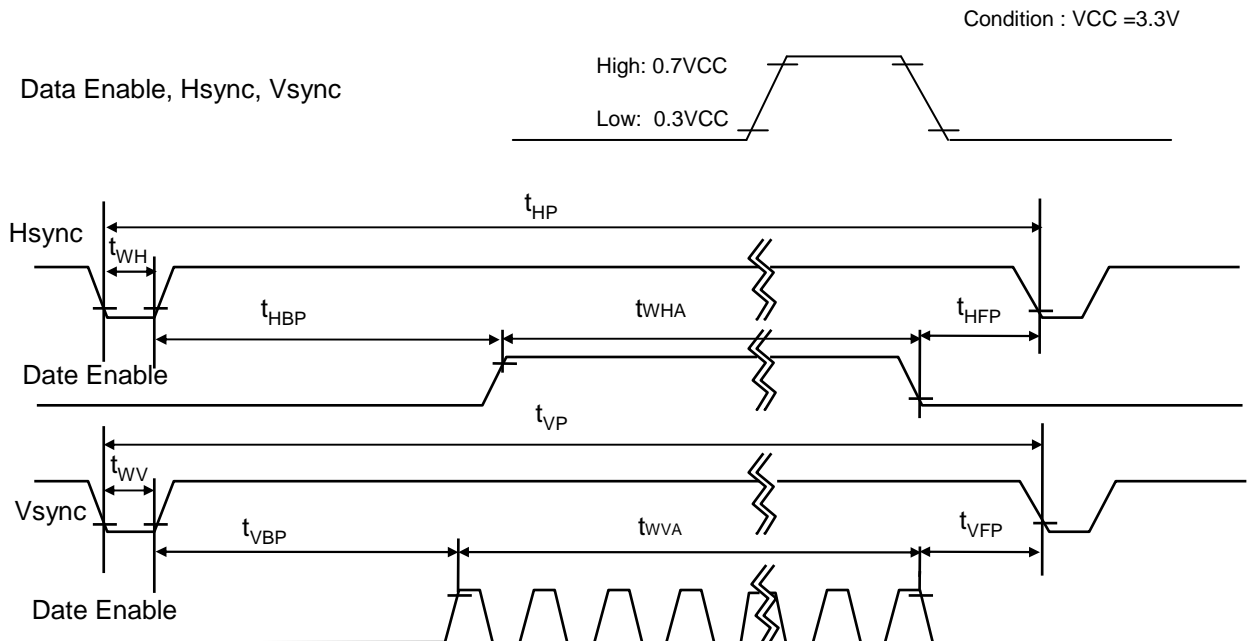 Condition : VCC =3.3V
High: 0.7VCC
Data Enable, Hsync, Vsync
Low: 0.3VCC
tHP
Hsync
tWH
tHBP
tWHA
tHFP
Date Enable
tVP
tWV
Vsync
tVBP
tWVA
tVFP
Date Enable